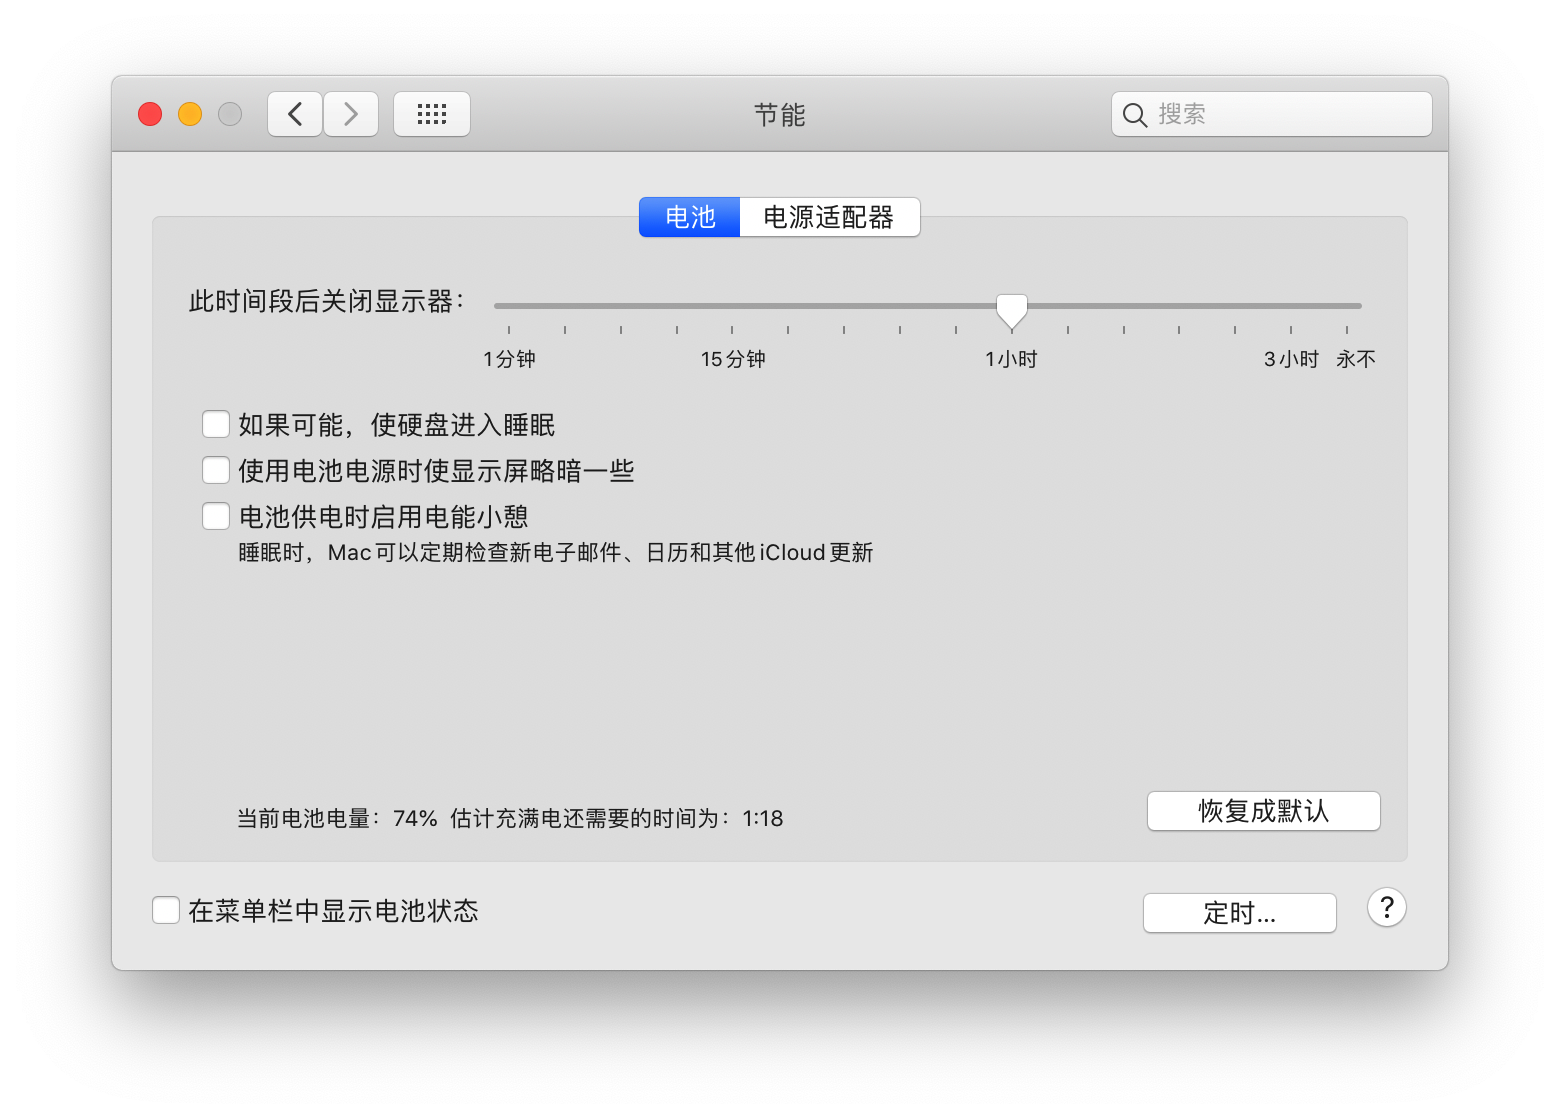 节能
搜索
电池 电源适配器
此时间段后关闭显示器：
1分钟 15分钟 1小时 3小时 永不
如果可能，使硬盘进入睡眠
使用电池电源时使显示屏略暗一些
电池供电时启用电能小憩
睡眠时，Mac可以定期检查新电子邮件、日历和其他iCloud更新
当前电池电量：74% 估计充满电还需要的时间为：1:18
恢复成默认
在菜单栏中显示电池状态
定时...
?